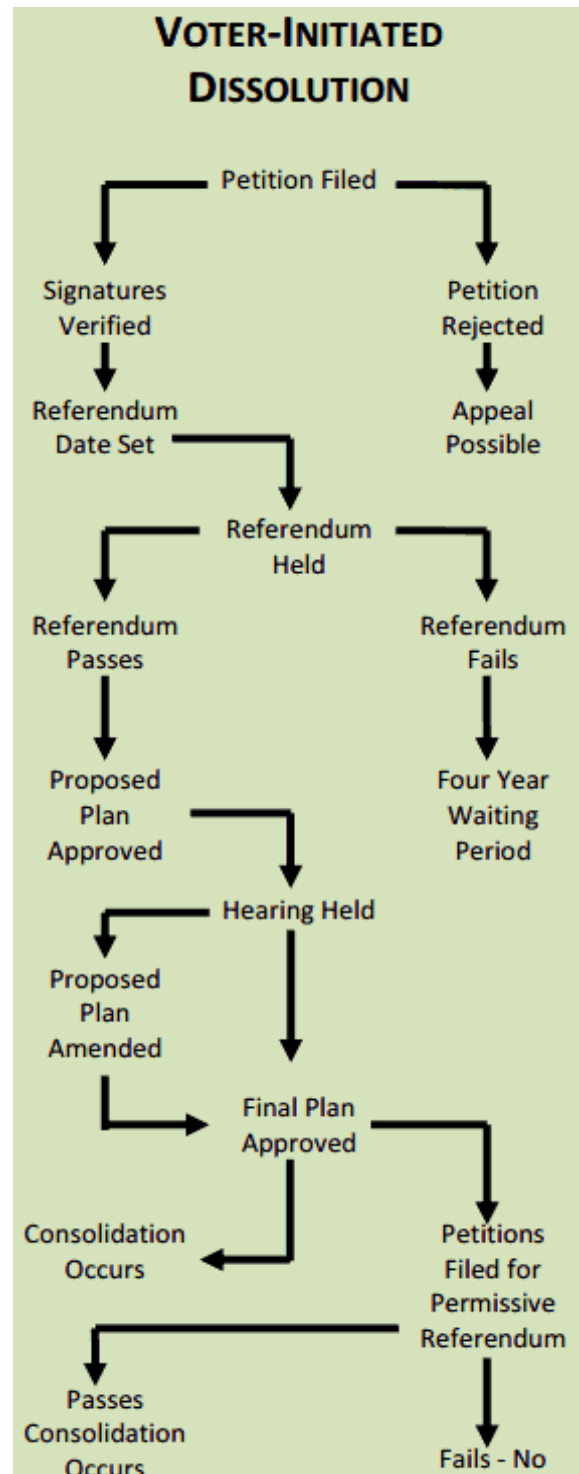 VOTER-INITIATED
DISSOLUTION
Petition Filed
Signatures
Verified
Petition
Rejected
Referendum
Date Set
Appeal
Possible
Referendum
Held
Referendum
Passes
Referendum
Fails
Proposed
Plan
Approved
Four Year
Waiting
Period
Hearing Held
Proposed
Plan
Amended
Final Plan
Approved
Consolidation
Occurs
Petitions
Filed for
Permissive
Referendum
Passes
Consolidation
Occurs
Fails - No